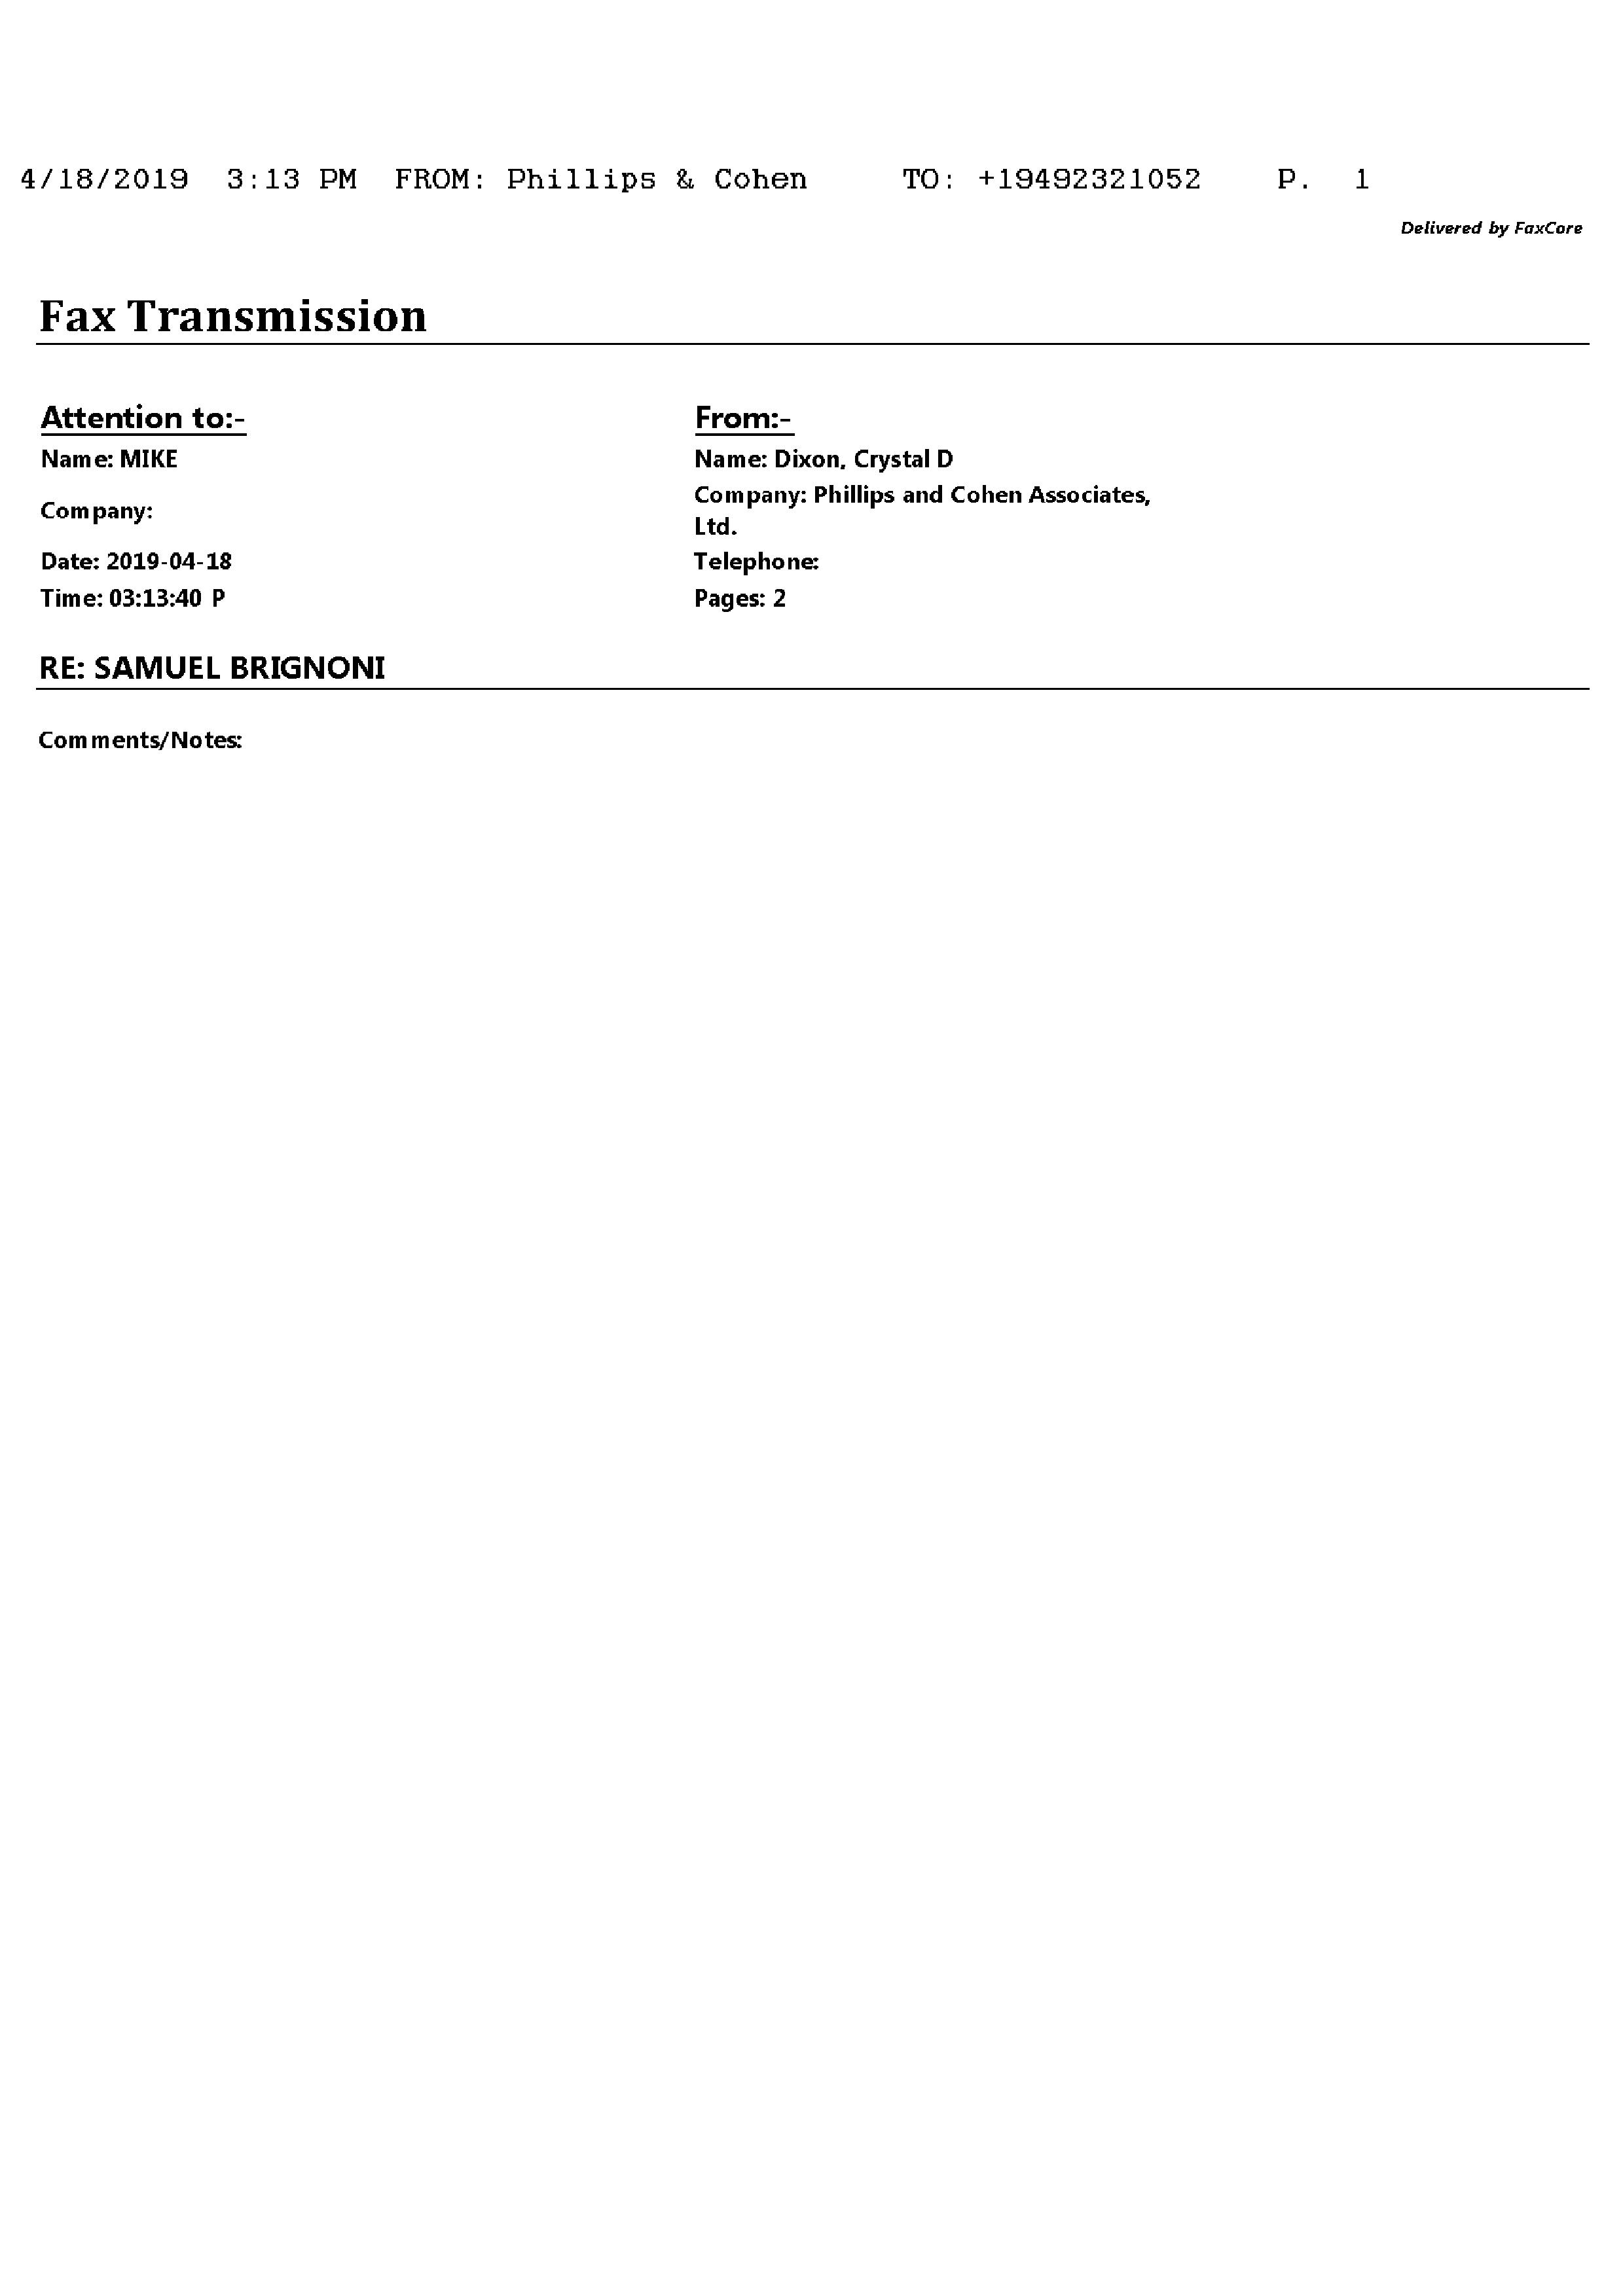 4/18/2019 3:13 PM FROM: Phillips & Cohen TO: +19492321052 P. 1
Delivered by FaxCore
Fax Transmission
Attention to:-
Name: MIKE
Company:
Date: 2019-04-18
Time: 03:13:40 P
From:-
Name: Dixon, Crystal D
Company: Phillips and Cohen Associates,
Ltd.
Telephone:
Pages: 2
RE: SAMUEL BRIGNONI
Comments/Notes: